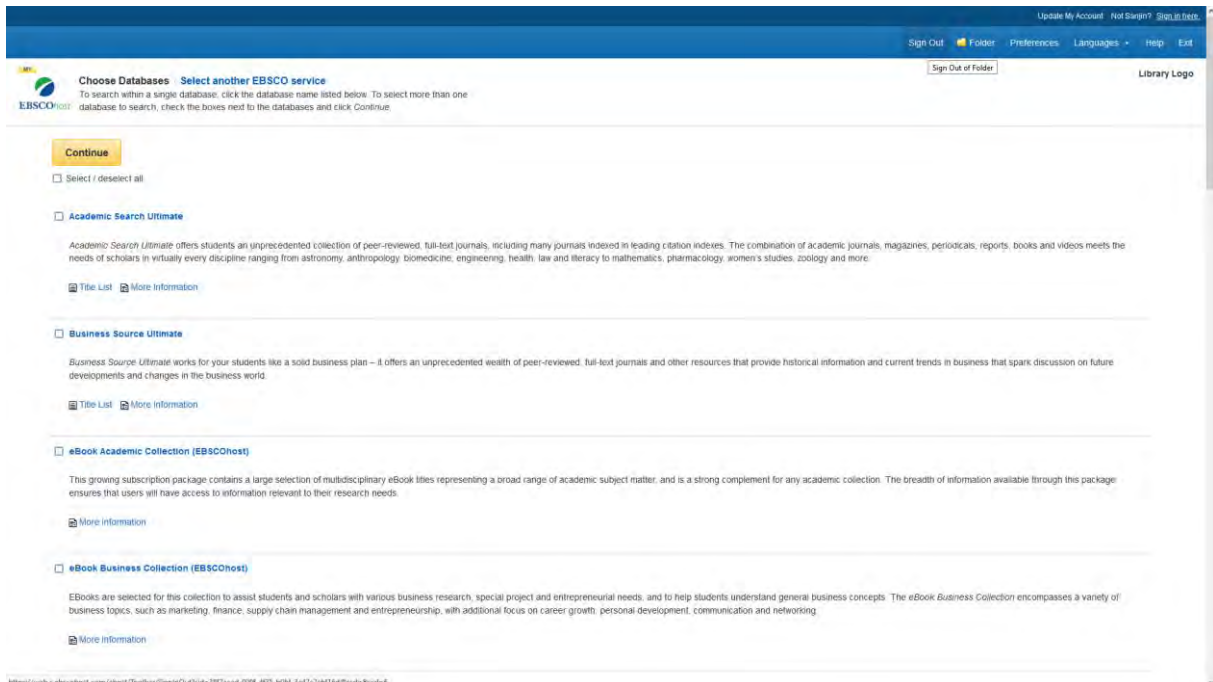 Update My Account Not Sanjin? Sign in here.
Sign Out Folder Preferences Languages Help Exit
Sign Out of Folder
MY
EBSCOhost
Choose Databases Select another EBSCO service
Library Logo
To search within a single database, click the database name listed below. To select more than one
database to search, check the boxes next to the databases and click Continue.
Continue
Select / deselect all
Academic Search Ultimate
Academic Search Ultimate offers students an unprecedented collection of peer-reviewed, full-text journals, including many journals indexed in leading citation indexes. The combination of academic journals, magazines, periodicals, reports, books and videos meets the
needs of scholars in virtually every discipline ranging from astronomy, anthropology, biomedicine, engineering, health, law and literacy to mathematics, pharmacology, women's studies, zoology and more.
Title List More Information
Business Source Ultimate
Business Source Ultimate works for your students like a solid business plan – it offers an unprecedented wealth of peer-reviewed, full-text journals and other resources that provide historical information and current trends in business that spark discussion on future
developments and changes in the business world.
Title List More Information
eBook Academic Collection (EBSCOhost)
This growing subscription package contains a large selection of multidisciplinary eBook titles representing a broad range of academic subject matter, and is a strong complement for any academic collection. The breadth of information available through this package
ensures that users will have access to information relevant to their research needs.
More Information
eBook Business Collection (EBSCOhost)
EBooks are selected for this collection to assist students and scholars with various business research, special project and entrepreneurial needs, and to help students understand general business concepts. The eBook Business Collection encompasses a variety of
business topics, such as marketing, finance, supply chain management and entrepreneurship, with additional focus on career growth, personal development, communication and networking.
More Information